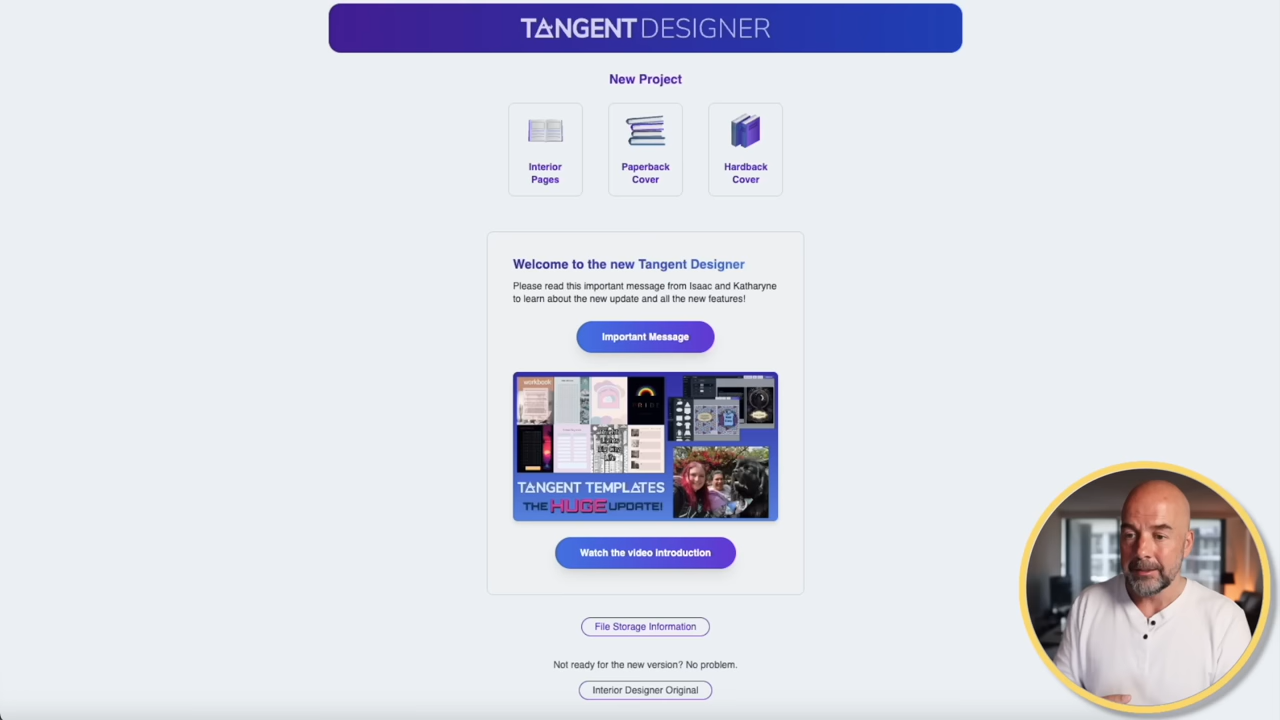 TANGENT DESIGNER
New Project
Interior
Pages
Paperback
Cover
Hardback
Cover
Welcome to the new Tangent Designer
Please read this important message from Isaac and Katharyne
to learn about the new update and all the new features!
Important Message
workbook
PRIDE
TANGENT TEMPLATES
THE HUGE UPDATE!
Watch the video introduction
File Storage Information
Not ready for the new version? No problem.
Interior Designer Original